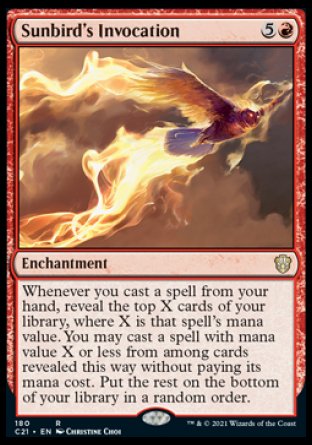 Sunbird's Invocation 5
Enchantment
Whenever you cast a spell from your
hand, reveal the top X cards of your
library, where X is that spell's mana
value. You may cast a spell with mana
value X or less from among cards
revealed this way without paying its
mana cost. Put the rest on the bottom
of your library in a random order.
180 R
C21 • EN Christine Choi
™ & © 2021 Wizards of the Coast